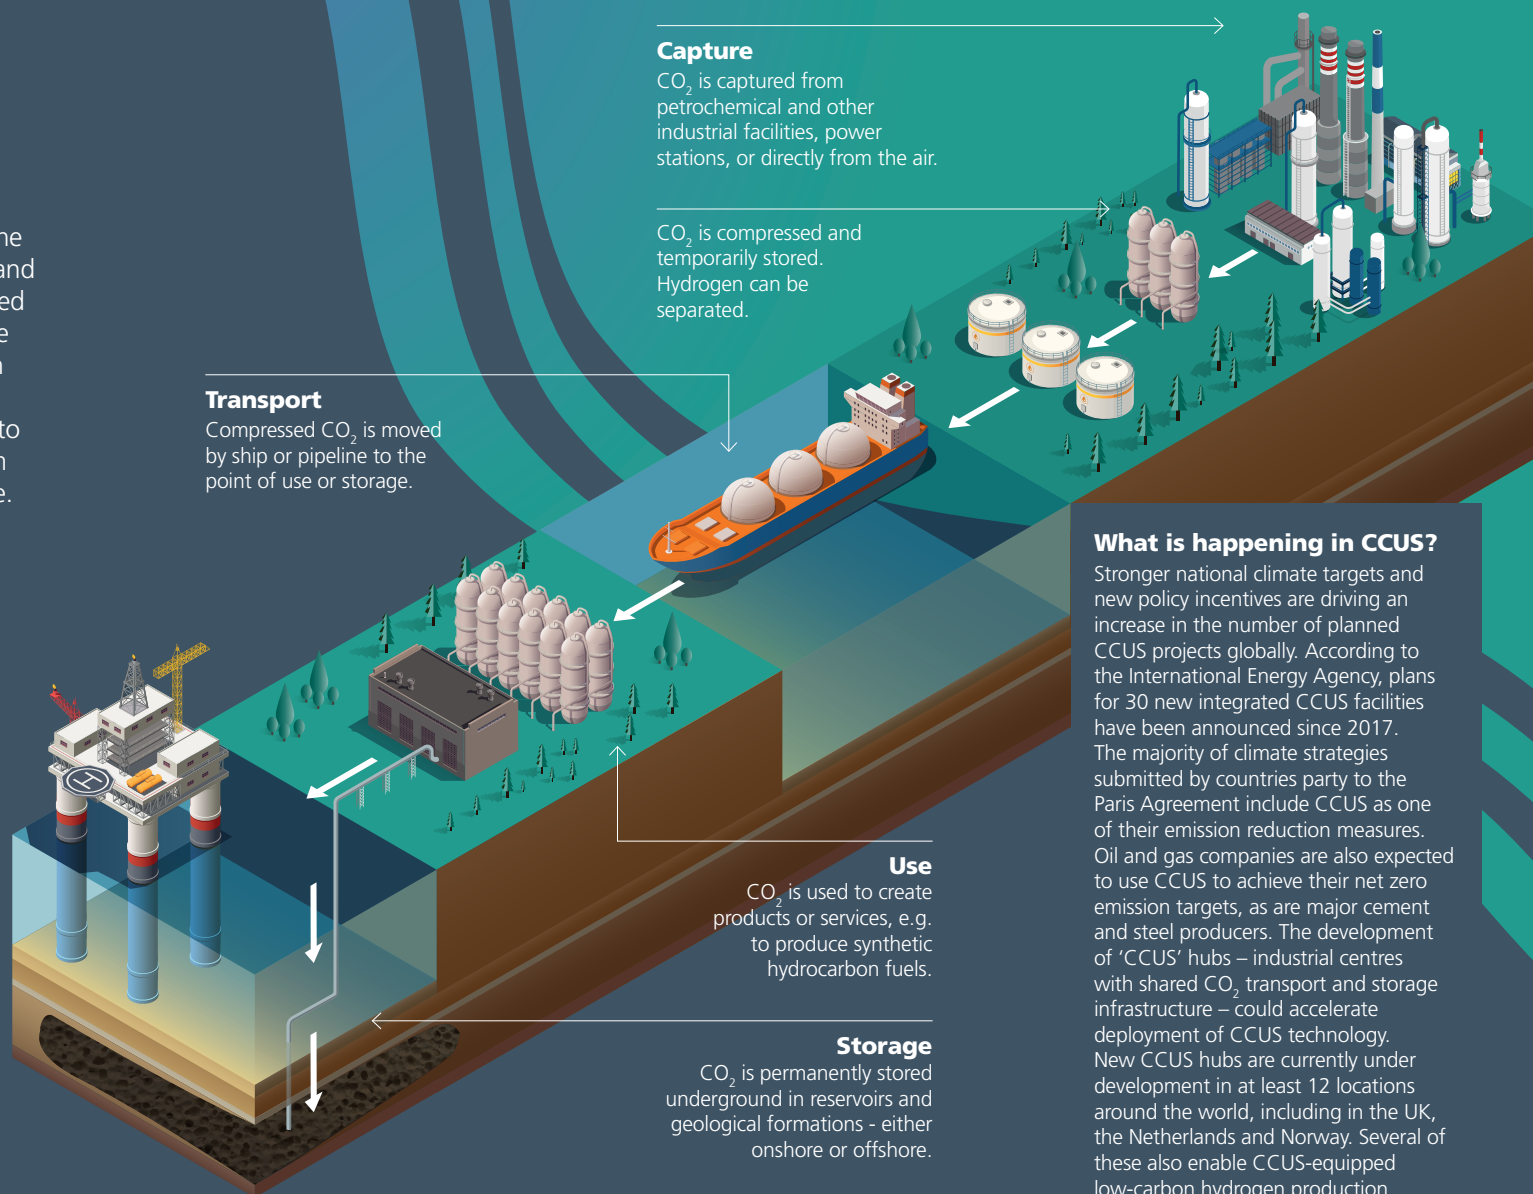 Capture
CO₂ is captured from
petrochemical and other
industrial facilities, power
stations, or directly from the air.
CO₂ is compressed and
temporarily stored.
Hydrogen can be
separated.
and
to
Transport
Compressed CO₂ is moved
by ship or pipeline to the
point of use or storage.
H
Use
CO₂ is used to create
products or services, e.g.
to produce synthetic
hydrocarbon fuels.
Storage
CO₂ is permanently stored
underground in reservoirs and
geological formations - either
onshore or offshore.
What is happening in CCUS?
Stronger national climate targets and
new policy incentives are driving an
increase in the number of planned
CCUS projects globally. According to
the International Energy Agency, plans
for 30 new integrated CCUS facilities
have been announced since 2017.
The majority of climate strategies
submitted by countries party to the
Paris Agreement include CCUS as one
of their emission reduction measures.
Oil and gas companies are also expected
to use CCUS to achieve their net zero
emission targets, as are major cement
and steel producers. The development
of ‘CCUS’ hubs – industrial centres
with shared CO₂ transport and storage
infrastructure – could accelerate
deployment of CCUS technology.
New CCUS hubs are currently under
development in at least 12 locations
around the world, including in the UK,
the Netherlands and Norway. Several of
these also enable CCUS-equipped
low-carbon hydrogen production